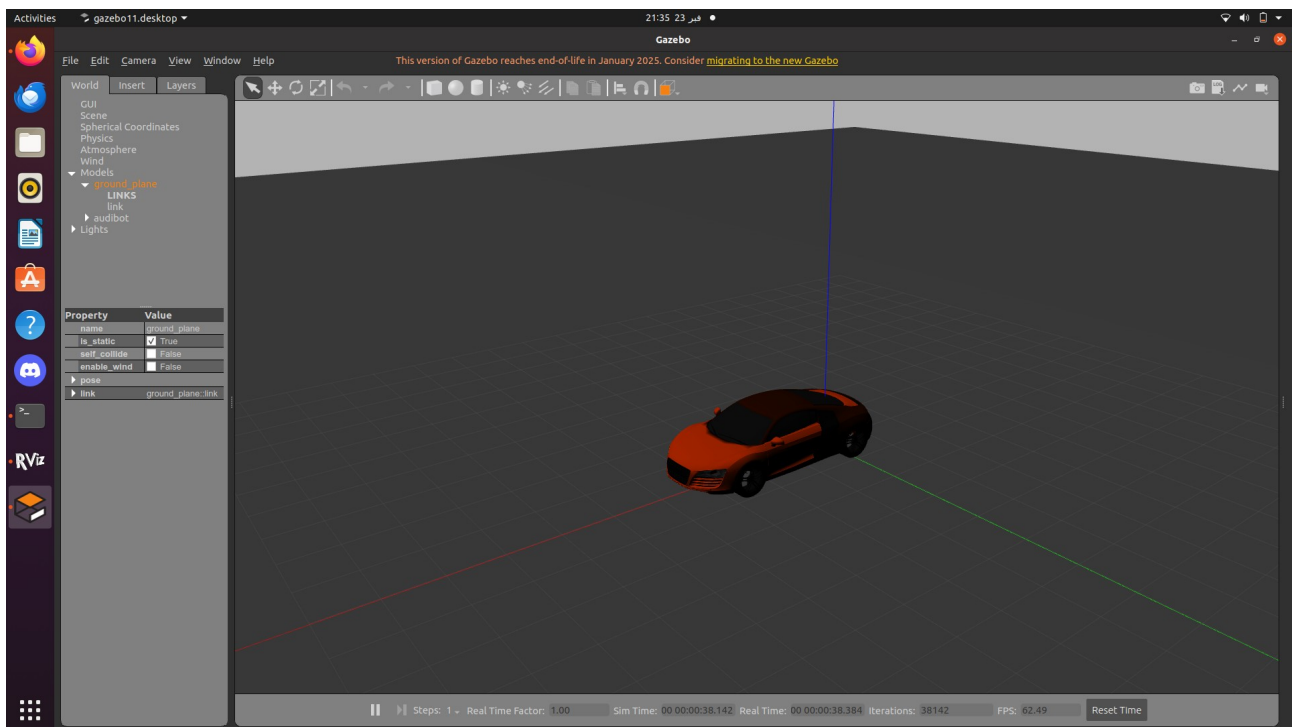 Activities gazebo11.desktop 21:35 23 فبر
Gazebo
File Edit Camera View Window Help This version of Gazebo reaches end-of-life in January 2025. Consider migrating to the new Gazebo
World Insert Layers
GUI
Scene
Spherical Coordinates
Physics
Atmosphere
Wind
Models
ground_plane
LINKS
link
audibot
Lights
Property Value
name ground_plane
is_static True
self_collide False
enable_wind False
pose
link ground_plane::link
RViz
Steps: 1 Real Time Factor: 1.00 Sim Time: 00 00:00:38.142 Real Time: 00 00:00:38.384 Iterations: 38142 FPS: 62.49 Reset Time